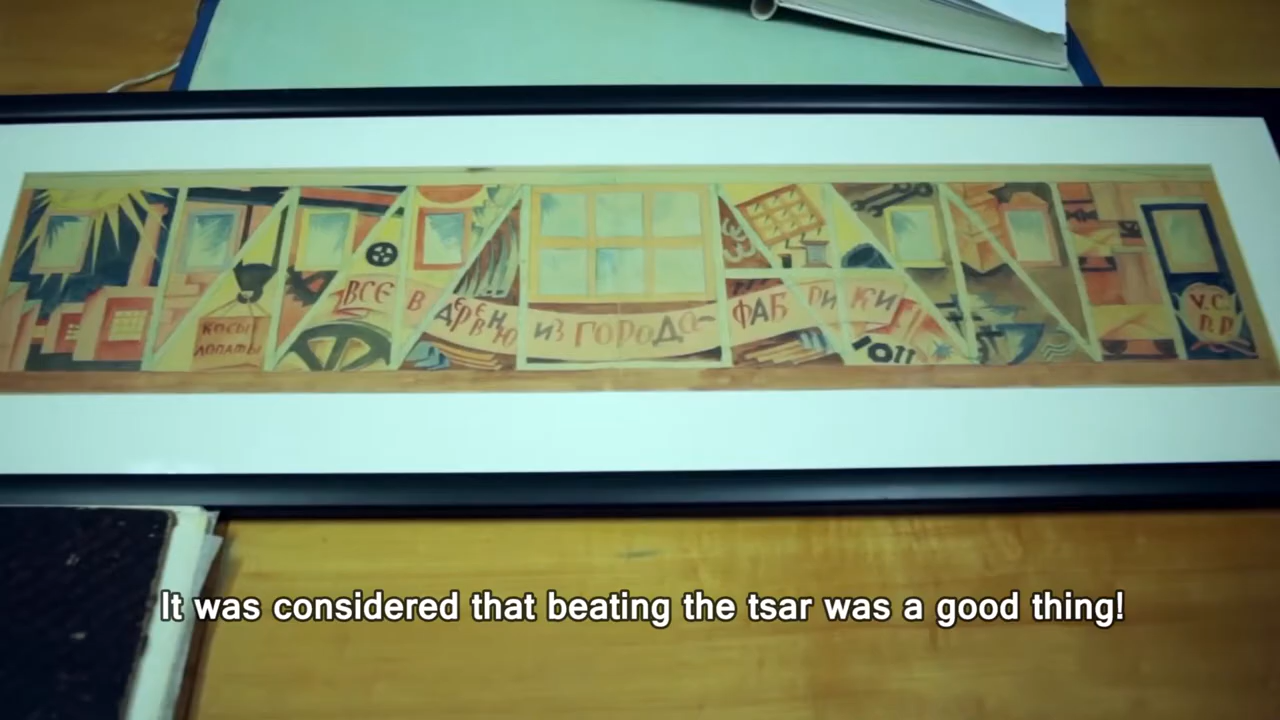 КОСЫ
ЛОПАТЫ
ВСЕ В ДЕРЕВНЮ ИЗ ГОРОДА-
ФАБРИКИ
У.С.
Р.Р
It was considered that beating the tsar was a good thing!